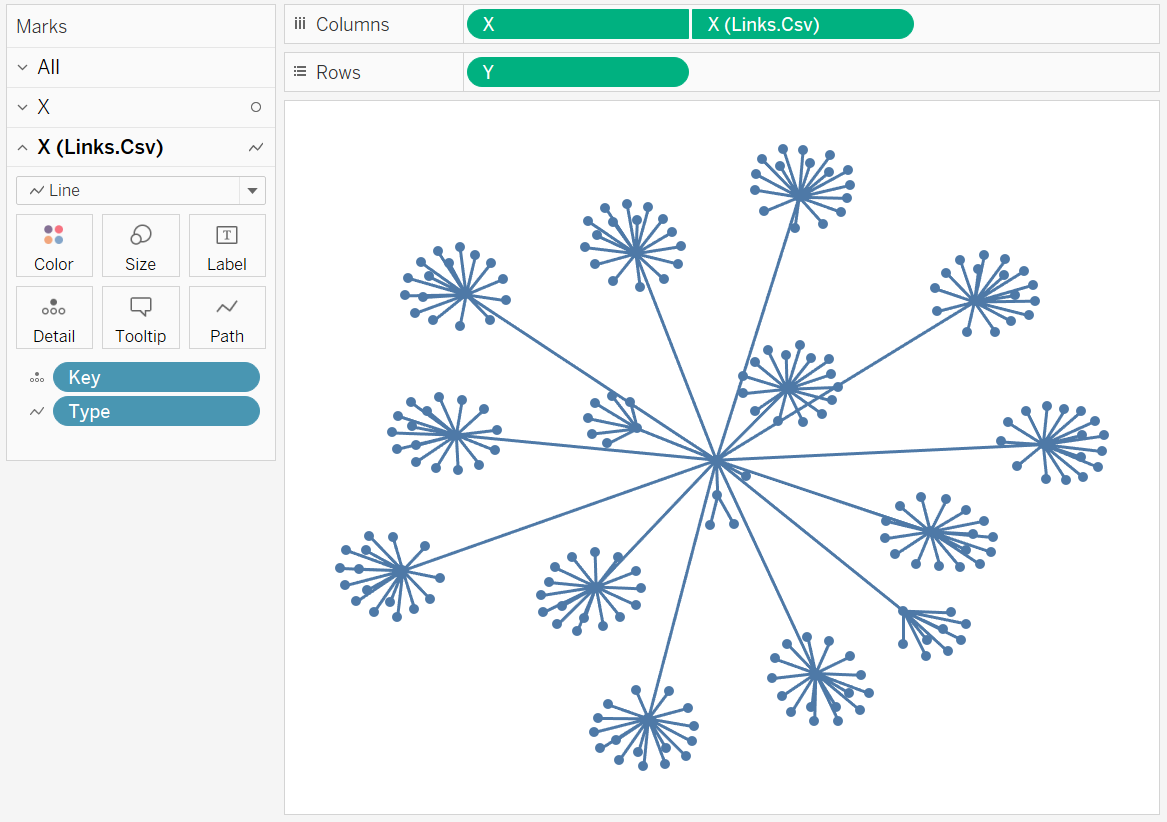 Marks
All
X
X (Links.Csv)
Line
Color
Size
Label
Detail
Tooltip
Path
Key
Type
Columns
X
X (Links.Csv)
Rows
Y